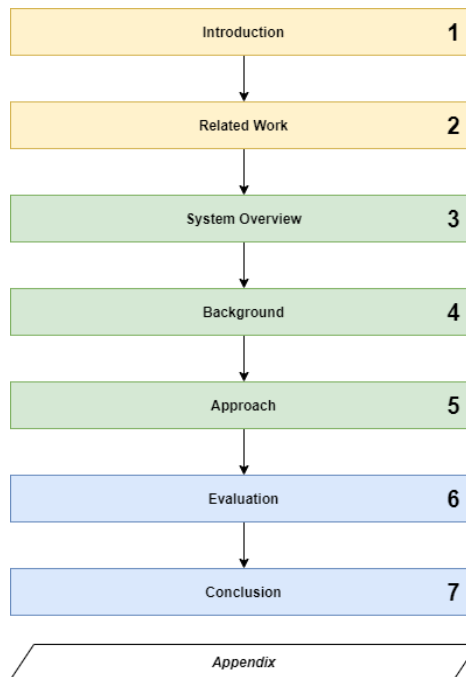 Introduction 1
Related Work 2
System Overview 3
Background 4
Approach 5
Evaluation 6
Conclusion 7
Appendix